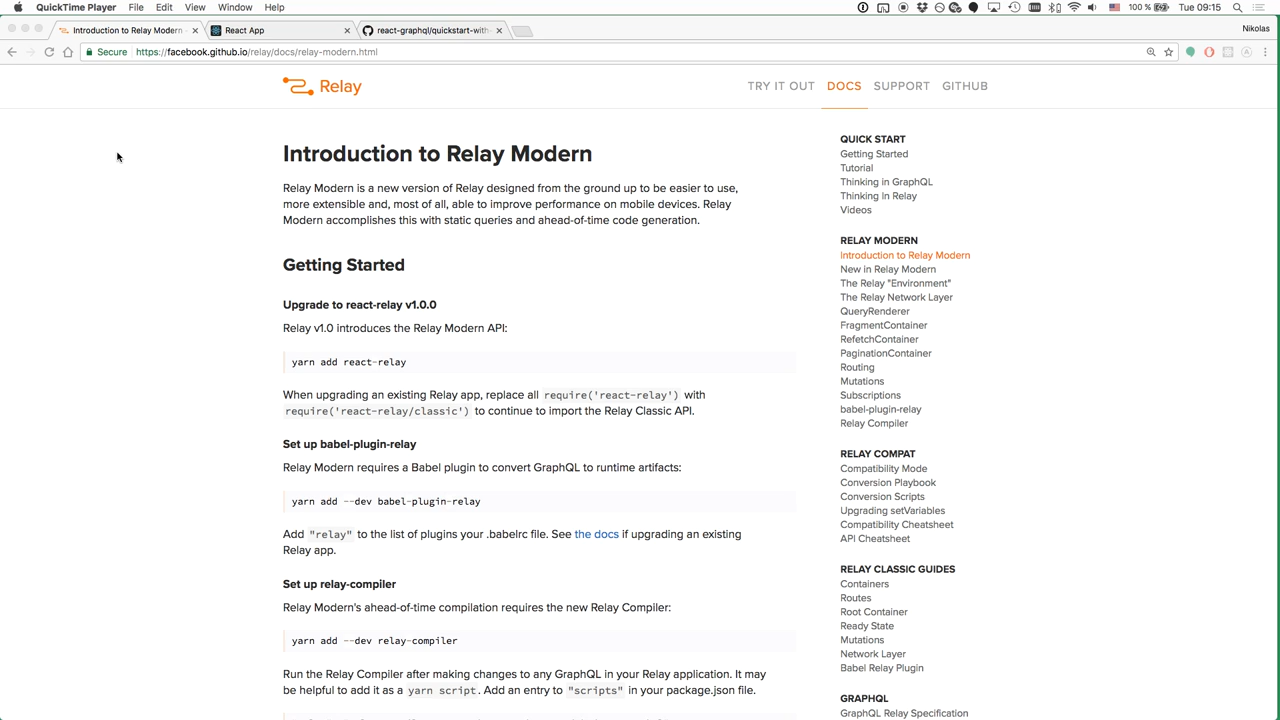 QuickTime Player File Edit View Window Help 100 % Tue 09:15
Introduction to Relay Modern - × React App × react-graphql/quickstart-with- × Nikolas
Secure https://facebook.github.io/relay/docs/relay-modern.html
Relay TRY IT OUT DOCS SUPPORT GITHUB
Introduction to Relay Modern
Relay Modern is a new version of Relay designed from the ground up to be easier to use,
more extensible and, most of all, able to improve performance on mobile devices. Relay
Modern accomplishes this with static queries and ahead-of-time code generation.
Getting Started
Upgrade to react-relay v1.0.0
Relay v1.0 introduces the Relay Modern API:
yarn add react-relay
When upgrading an existing Relay app, replace all require('react-relay') with
require('react-relay/classic') to continue to import the Relay Classic API.
Set up babel-plugin-relay
Relay Modern requires a Babel plugin to convert GraphQL to runtime artifacts:
yarn add --dev babel-plugin-relay
Add "relay" to the list of plugins your .babelrc file. See the docs if upgrading an existing
Relay app.
Set up relay-compiler
Relay Modern's ahead-of-time compilation requires the new Relay Compiler:
yarn add --dev relay-compiler
Run the Relay Compiler after making changes to any GraphQL in your Relay application. It may
be helpful to add it as a yarn script. Add an entry to "scripts" in your package.json file.
QUICK START
Getting Started
Tutorial
Thinking in GraphQL
Thinking In Relay
Videos
RELAY MODERN
Introduction to Relay Modern
New in Relay Modern
The Relay "Environment"
The Relay Network Layer
QueryRenderer
FragmentContainer
RefetchContainer
PaginationContainer
Routing
Mutations
Subscriptions
babel-plugin-relay
Relay Compiler
RELAY COMPAT
Compatibility Mode
Conversion Playbook
Conversion Scripts
Upgrading setVariables
Compatibility Cheatsheet
API Cheatsheet
RELAY CLASSIC GUIDES
Containers
Routes
Root Container
Ready State
Mutations
Network Layer
Babel Relay Plugin
GRAPHQL
GraphQL Relay Specification